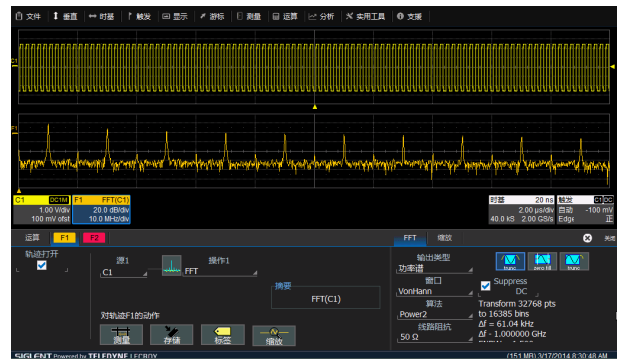 文件 垂直 时基 触发 显示 游标 测量 运算 分析 实用工具 支援
C1
F1
C1 DC1M F1 FFT(C1) 时基 20 ns 触发 C1 DC
1.00 V/div 20.0 dB/div 2.00 µs/div 自动 -100 mV
100 mV ofst 10.0 MHz/div 40.0 kS 2.00 GS/s Edge 正
运算 F1 F2 FFT 缩放 关闭
轨迹打开 源1 操作1 输出类型
C1 FFT 功率谱 trunc zero fill trunc
摘要 窗口 Suppress
FFT(C1) VonHann DC
算法 Transform 32768 pts
对轨迹F1的动作 Power2 to 16385 bins
线路阻抗 Δf = 61.04 kHz
测量 存储 标签 缩放 50 Ω Δf - 1.000000 GHz
SIGLENT Powered by TELEDYNE LECROY (151 MB) 3/17/2014 8:30:48 AM